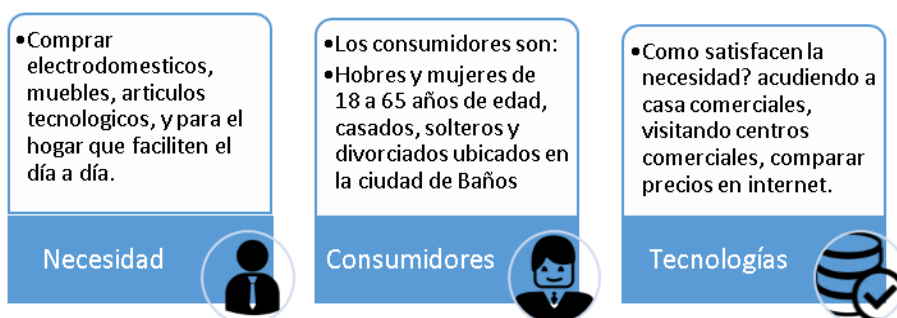 •Comprar
electrodomesticos,
muebles, articulos
tecnologicos, y para el
hogar que faciliten el
día a día.
Necesidad
•Los consumidores son:
•Hobres y mujeres de
18 a 65 años de edad,
casados, solteros y
divorciados ubicados en
la ciudad de Baños
Consumidores
•Como satisfacen la
necesidad? acudiendo a
casa comerciales,
visitando centros
comerciales, comparar
precios en internet.
Tecnologías